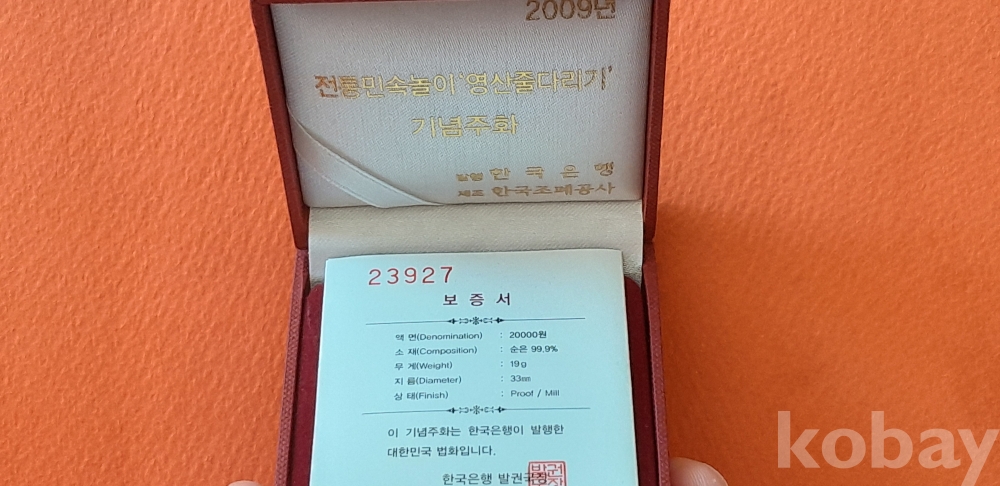 2009년
전통민속놀이 '영산줄다리기'
기념주화
발행 한국은행
제조 한국조폐공사
23927
보증서
액 면(Denomination) : 20000원
소 재(Composition) : 순은 99.9%
무 게(Weight) : 19g
지 름(Diameter) : 33mm
상 태(Finish) : Proof / Mill
이 기념주화는 한국은행이 발행한
대한민국 법화입니다.
한국은행 발권국장
kobay